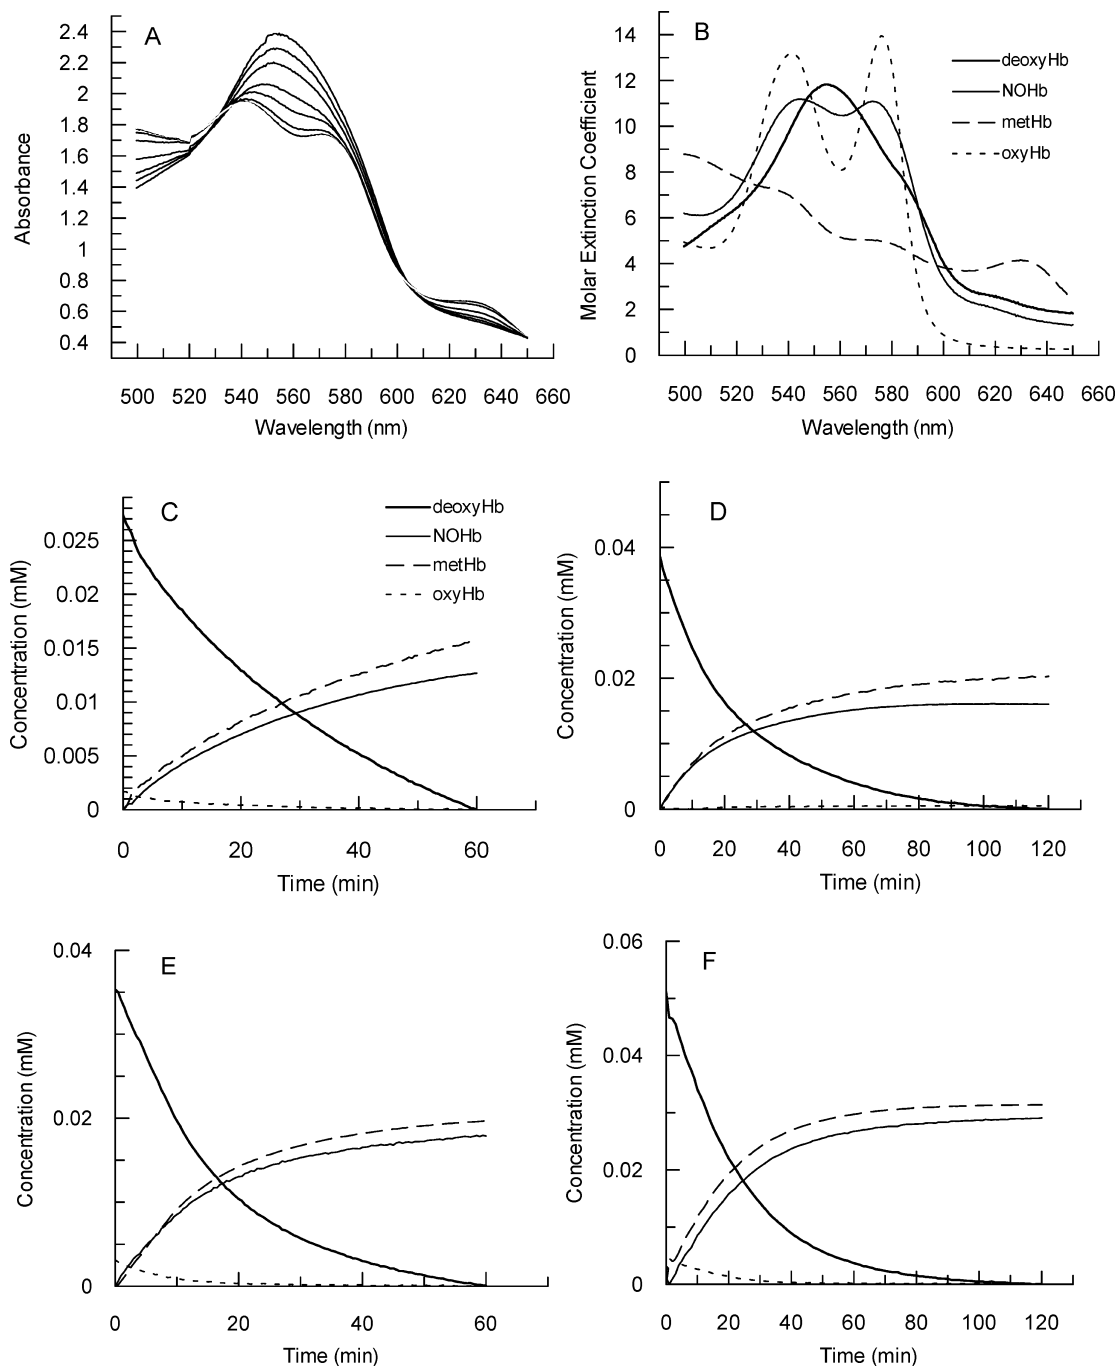 A
Absorbance
2.4
2.2
2
1.8
1.6
1.4
1.2
1
0.8
0.6
0.4
500 520 540 560 580 600 620 640 660
Wavelength (nm)
B
Molar Extinction Coefficient
14
12
10
8
6
4
2
0
deoxyHb
NOHb
metHb
oxyHb
500 520 540 560 580 600 620 640 660
Wavelength (nm)
C
Concentration (mM)
0.025
0.02
0.015
0.01
0.005
0
deoxyHb
NOHb
metHb
oxyHb
0 20 40 60
Time (min)
D
Concentration (mM)
0.04
0.02
0
0 20 40 60 80 100 120
Time (min)
E
Concentration (mM)
0.04
0.02
0
0 20 40 60
Time (min)
F
Concentration (mM)
0.06
0.04
0.02
0
0 20 40 60 80 100 120
Time (min)